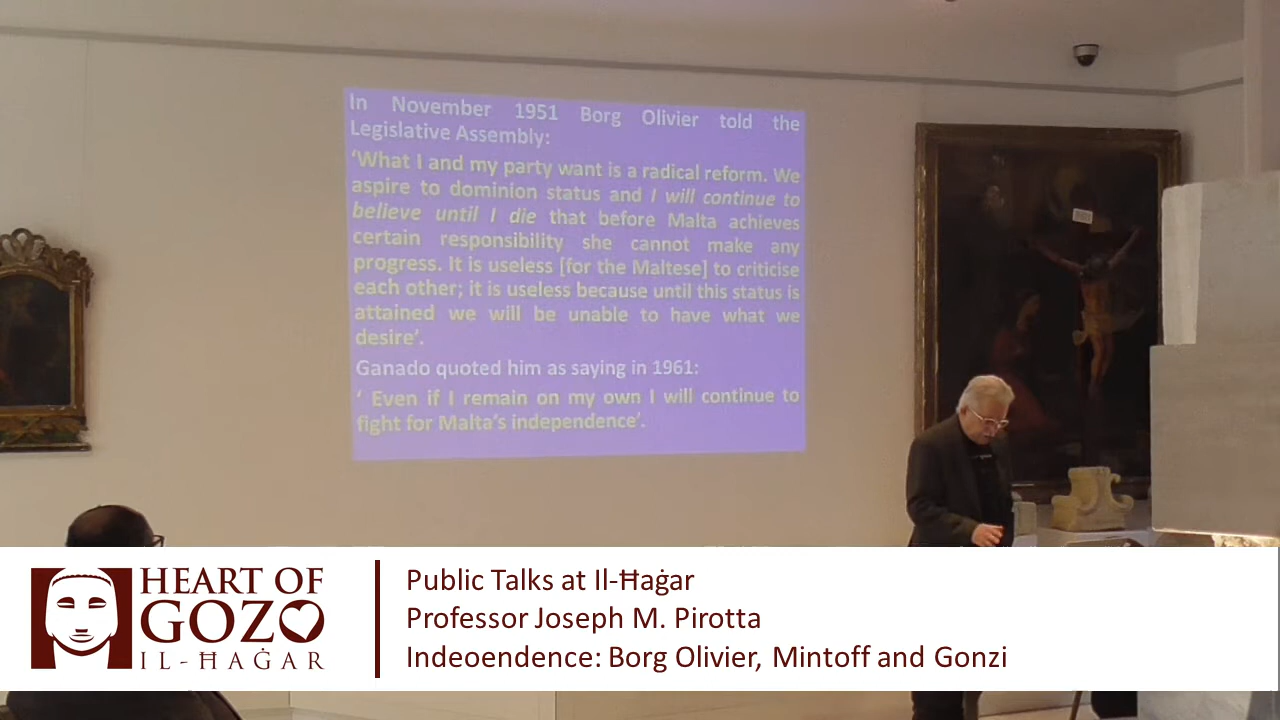 In November 1951 Borg Olivier told the
Legislative Assembly:
‘What I and my party want is a radical reform. We
aspire to dominion status and I will continue to
believe until I die that before Malta achieves
certain responsibility she cannot make any
progress. It is useless [for the Maltese] to criticise
each other; it is useless because until this status is
attained we will be unable to have what we
desire’.
Ganado quoted him as saying in 1961:
‘ Even if I remain on my own I will continue to
fight for Malta’s independence’.
HEART OF
GOZO
IL-ĦAĠAR
Public Talks at Il-Ħaġar
Professor Joseph M. Pirotta
Indeoendence: Borg Olivier, Mintoff and Gonzi